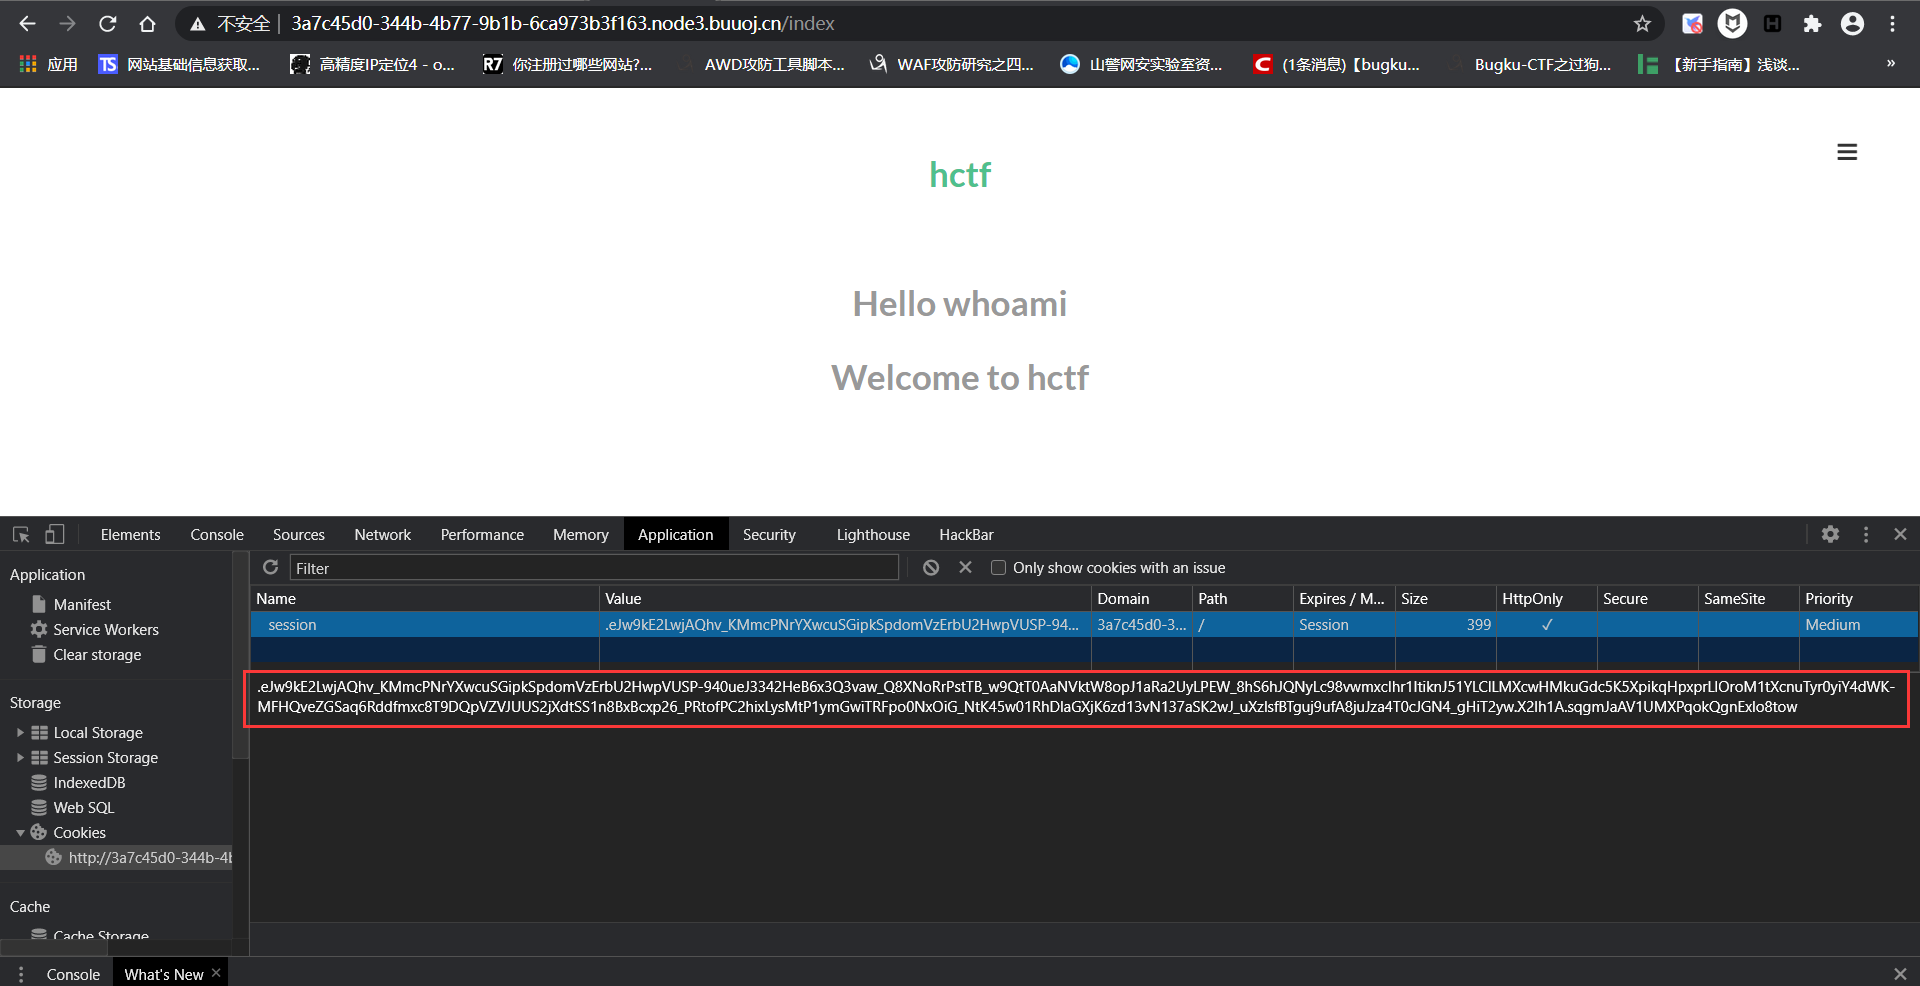 不安全 | 3a7c45d0-344b-4b77-9b1b-6ca973b3f163.node3.buuoj.cn/index
应用 TS 网站基础信息获取... 高精度IP定位4 - o... R7 你注册过哪些网站?... AWD攻防工具脚本... WAF攻防研究之四... 山警网安实验室资... C (1条消息)【bugku... Bugku-CTF之过狗... 【新手指南】浅谈... »
hctf
Hello whoami
Welcome to hctf
Elements Console Sources Network Performance Memory Application Security Lighthouse HackBar
Application
Manifest
Service Workers
Clear storage
Storage
Local Storage
Session Storage
IndexedDB
Web SQL
Cookies
http://3a7c45d0-344b-4b
Cache
Cache Storage
Filter
Only show cookies with an issue
Name Value Domain Path Expires / M... Size HttpOnly Secure SameSite Priority
session .eJw9kE2LwjAQhv_KMmcPNrYXwcuSGipkSpdomVzErbU2HwpVUSP-94... 3a7c45d0-3... / Session 399 ✓ Medium
.eJw9kE2LwjAQhv_KMmcPNrYXwcuSGipkSpdomVzErbU2HwpVUSP-940ueJ3342HeB6x3Q3vaw_Q8XNoRrPstTB_w9QtT0AaNVktW8opJ1aRa2UyLPEW_8hS6hJQNyLc98vwmxclhr1ItiknJ51YLClLMXcwHMkuGdc5K5XpikqHpxprLlOroM1tXcnuTyr0yiY4dWK-
MFHQveZGSaq6Rddfmxc8T9DQpVZVJUUS2jXdtSS1n8BxBcxp26_PRtofPC2hixLysMtP1ymGwiTRFpo0NxOiG_NtK45w01RhDlaGXjK6zd13vN137aSK2wJ_uXzlsfBTguj9ufA8juJza4T0cJGN4_gHiT2yw.X2Ih1A.sqgmJaAV1UMXPqokQgnExIo8tow
Console What's New